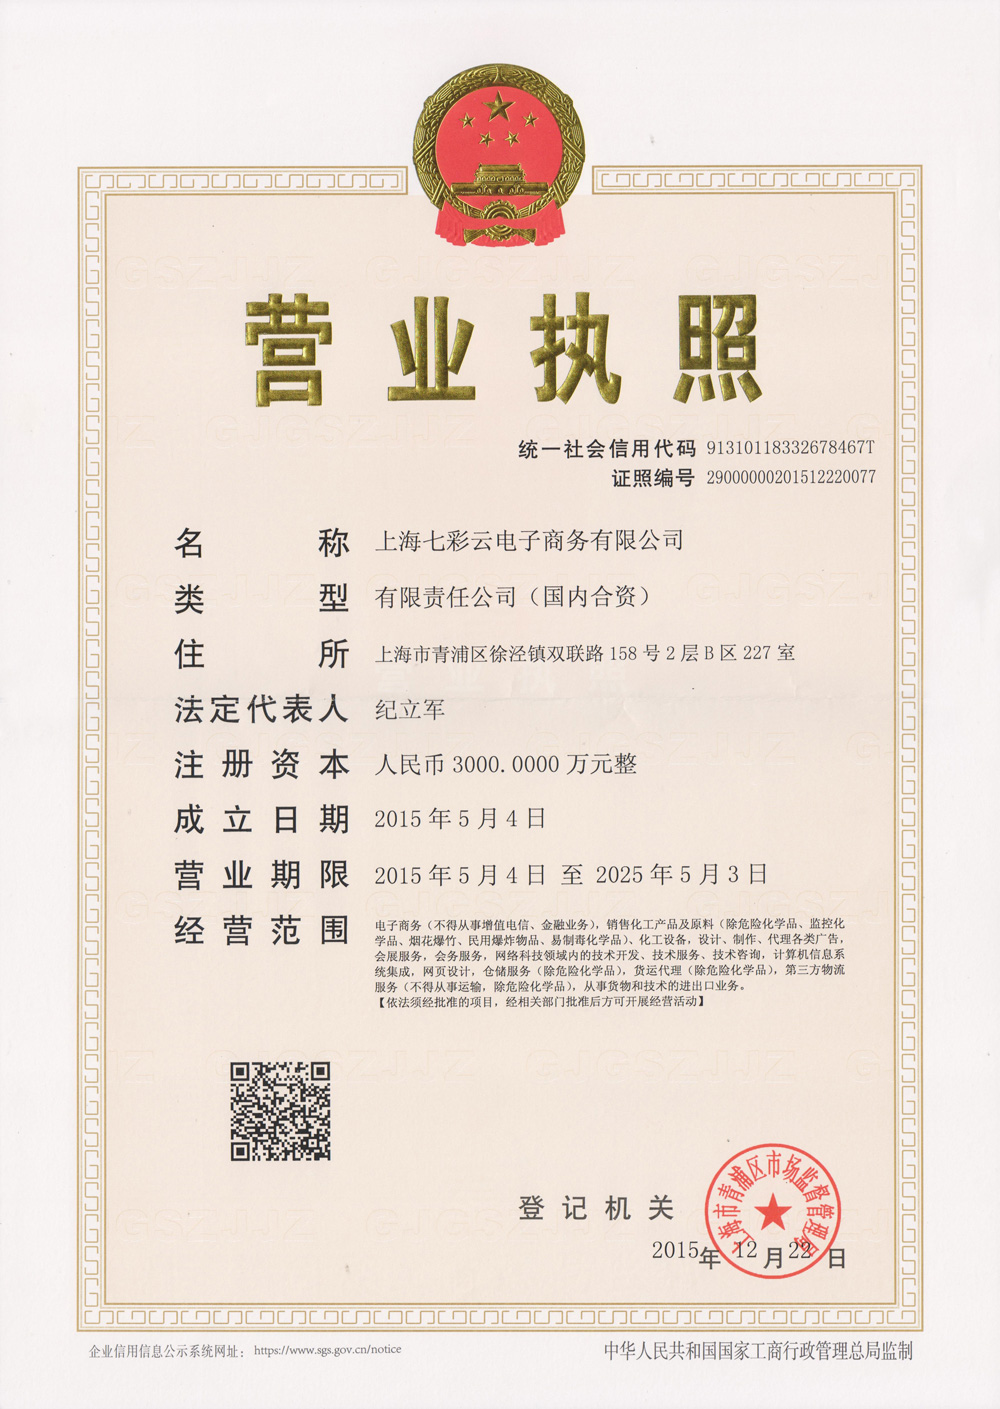 营业执照
统一社会信用代码 91310118332678467T
证照编号 29000000201512220077
名称 上海七彩云电子商务有限公司
类型 有限责任公司（国内合资）
住所 上海市青浦区徐泾镇双联路 158 号 2 层 B 区 227 室
法定代表人 纪立军
注册资本 人民币 3000.0000 万元整
成立日期 2015 年 5 月 4 日
营业期限 2015 年 5 月 4 日 至 2025 年 5 月 3 日
经营范围 电子商务（不得从事增值电信、金融业务），销售化工产品及原料（除危险化学品、监控化
学品、烟花爆竹、民用爆炸物品、易制毒化学品）、化工设备，设计、制作、代理各类广告，
会展服务，会务服务，网络科技领域内的技术开发、技术服务、技术咨询，计算机信息系
统集成，网页设计，仓储服务（除危险化学品），货运代理（除危险化学品），第三方物流
服务（不得从事运输，除危险化学品），从事货物和技术的进出口业务。
【依法须经批准的项目，经相关部门批准后方可开展经营活动】
登记机关
上海市青浦区市场监督管理局
2015年 12 月 22 日
企业信用信息公示系统网址： https://www.sgs.gov.cn/notice
中华人民共和国国家工商行政管理总局监制